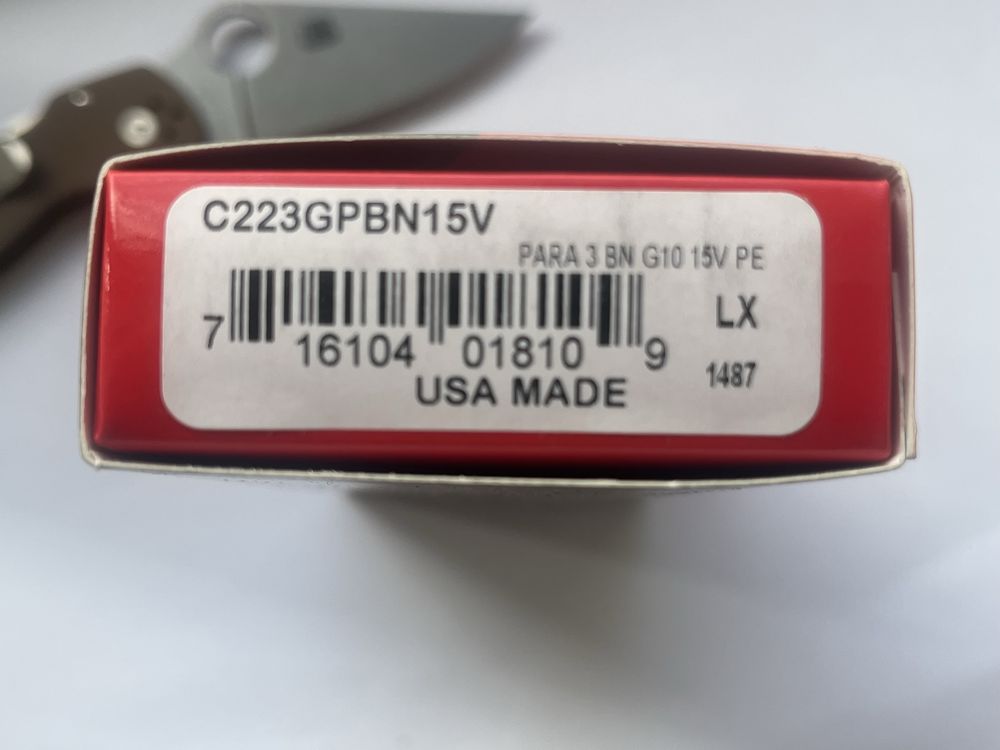 C223GPBN15V
PARA 3 BN G10 15V PE
LX
7 16104 01810 9
1487
USA MADE